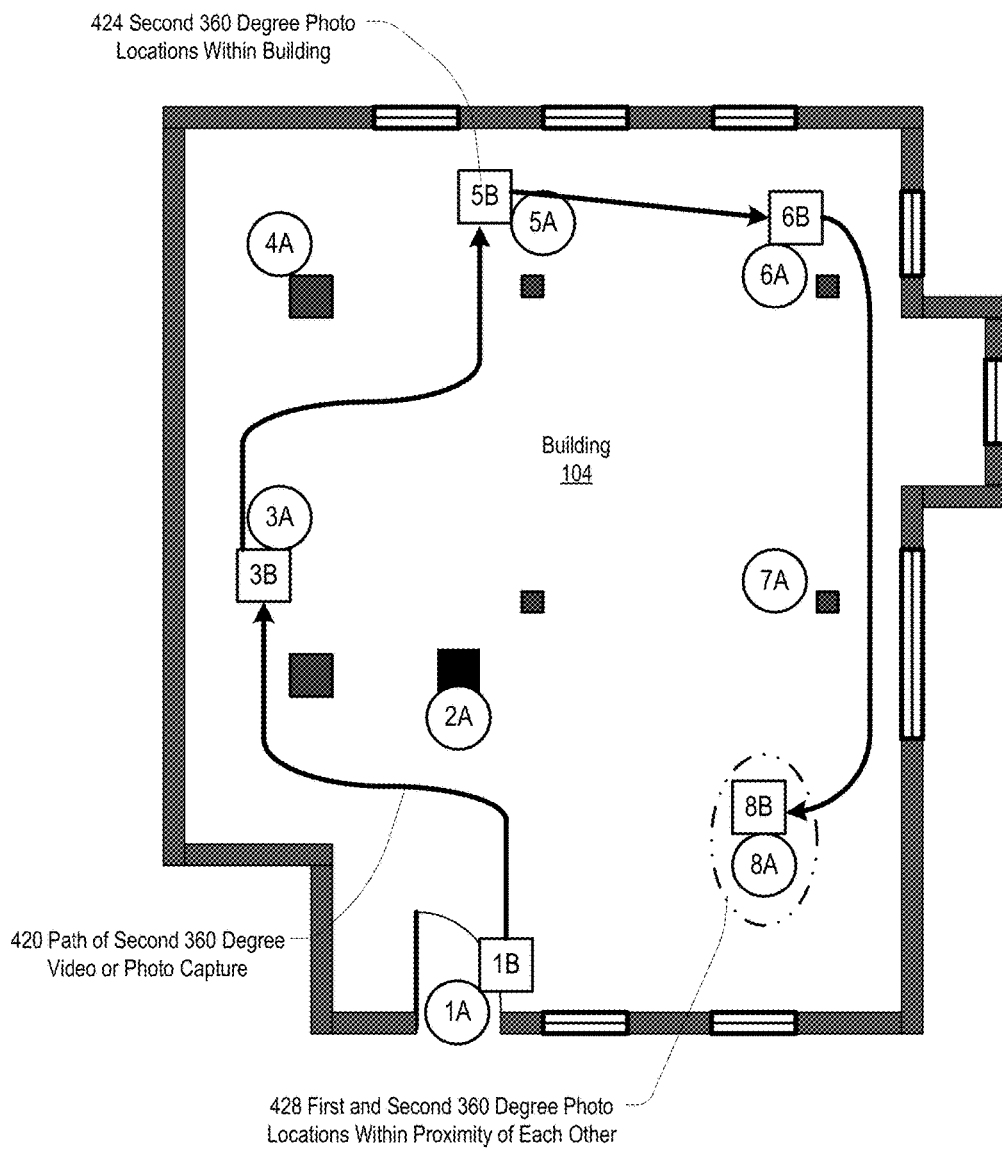 424 Second 360 Degree Photo
Locations Within Building
5B
5A
6B
4A
6A
Building
104
3A
3B
7A
2A
8B
8A
420 Path of Second 360 Degree
Video or Photo Capture
1B
1A
428 First and Second 360 Degree Photo
Locations Within Proximity of Each Other